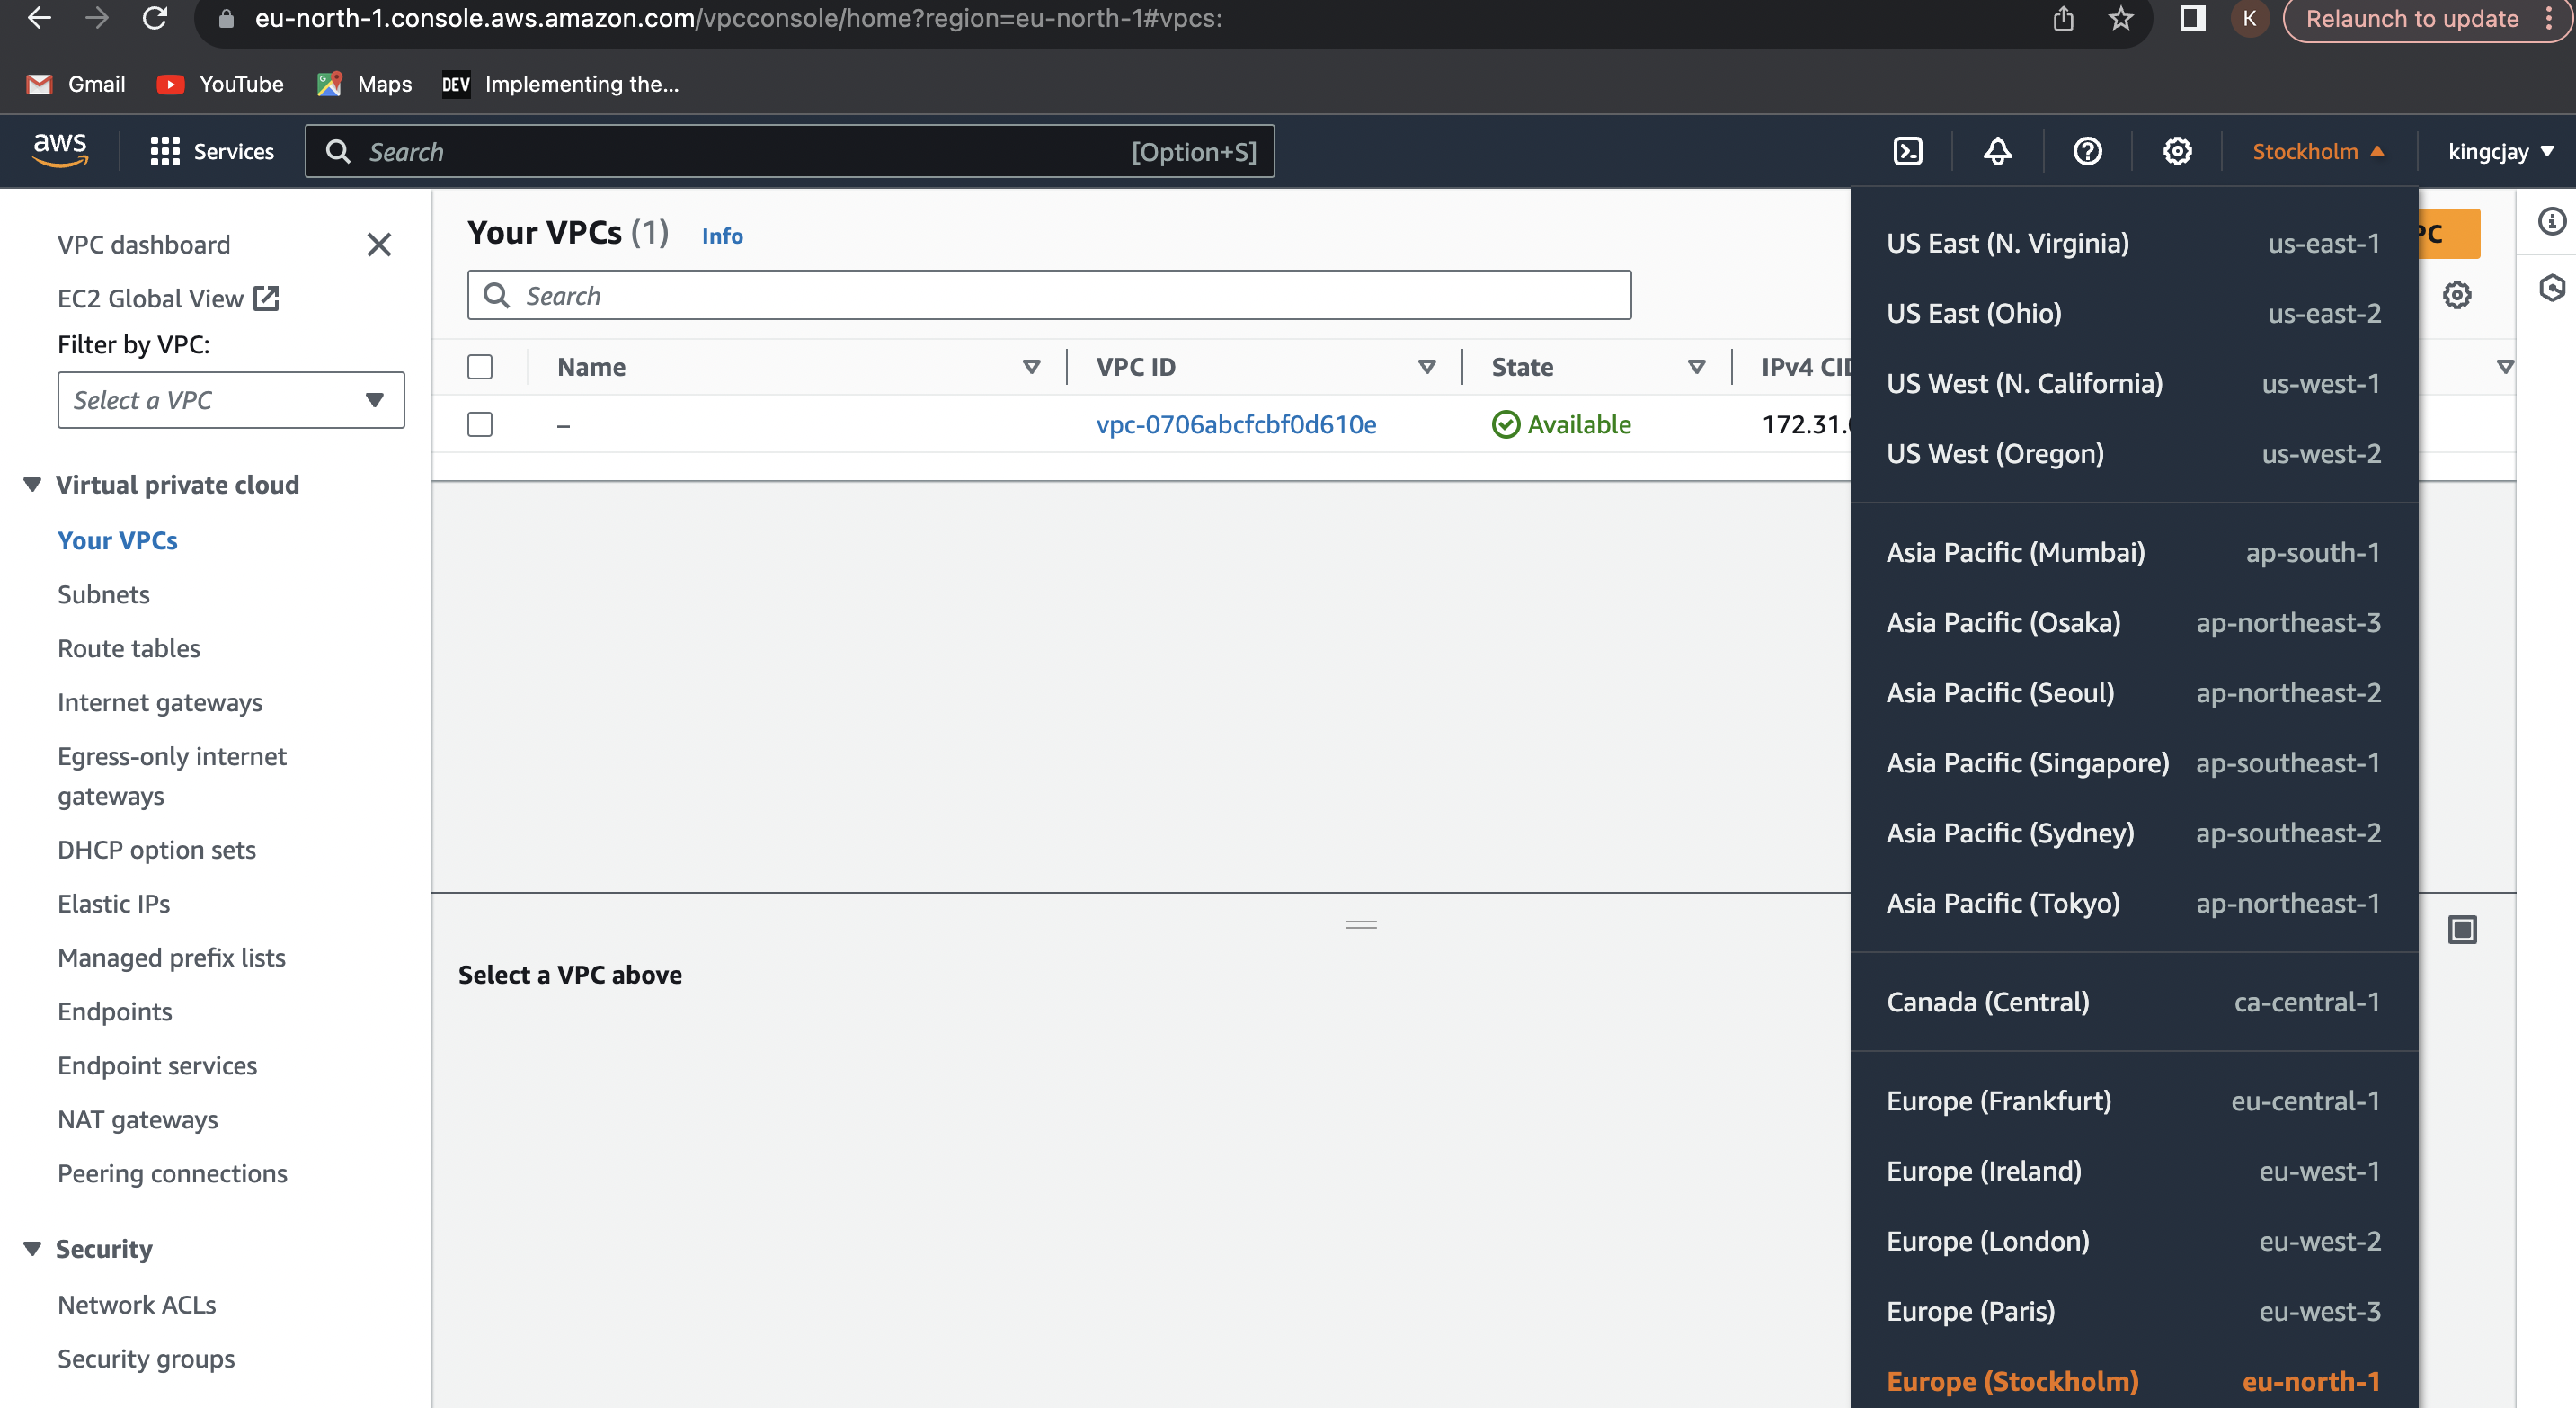 eu-north-1.console.aws.amazon.com/vpcconsole/home?region=eu-north-1#vpcs:
K
Relaunch to update
Gmail
YouTube
Maps
DEV
Implementing the...
aws
Services
Search
[Option+S]
Stockholm
kingcjay
VPC dashboard
EC2 Global View
Filter by VPC:
Select a VPC
Virtual private cloud
Your VPCs
Subnets
Route tables
Internet gateways
Egress-only internet
gateways
DHCP option sets
Elastic IPs
Managed prefix lists
Endpoints
Endpoint services
NAT gateways
Peering connections
Security
Network ACLs
Security groups
Your VPCs (1)
Info
Search
Name
VPC ID
State
IPv4
–
vpc-0706abcfcbf0d610e
Available
172.31.
Select a VPC above
US East (N. Virginia) us-east-1
US East (Ohio) us-east-2
US West (N. California) us-west-1
US West (Oregon) us-west-2
Asia Pacific (Mumbai) ap-south-1
Asia Pacific (Osaka) ap-northeast-3
Asia Pacific (Seoul) ap-northeast-2
Asia Pacific (Singapore) ap-southeast-1
Asia Pacific (Sydney) ap-southeast-2
Asia Pacific (Tokyo) ap-northeast-1
Canada (Central) ca-central-1
Europe (Frankfurt) eu-central-1
Europe (Ireland) eu-west-1
Europe (London) eu-west-2
Europe (Paris) eu-west-3
Europe (Stockholm) eu-north-1